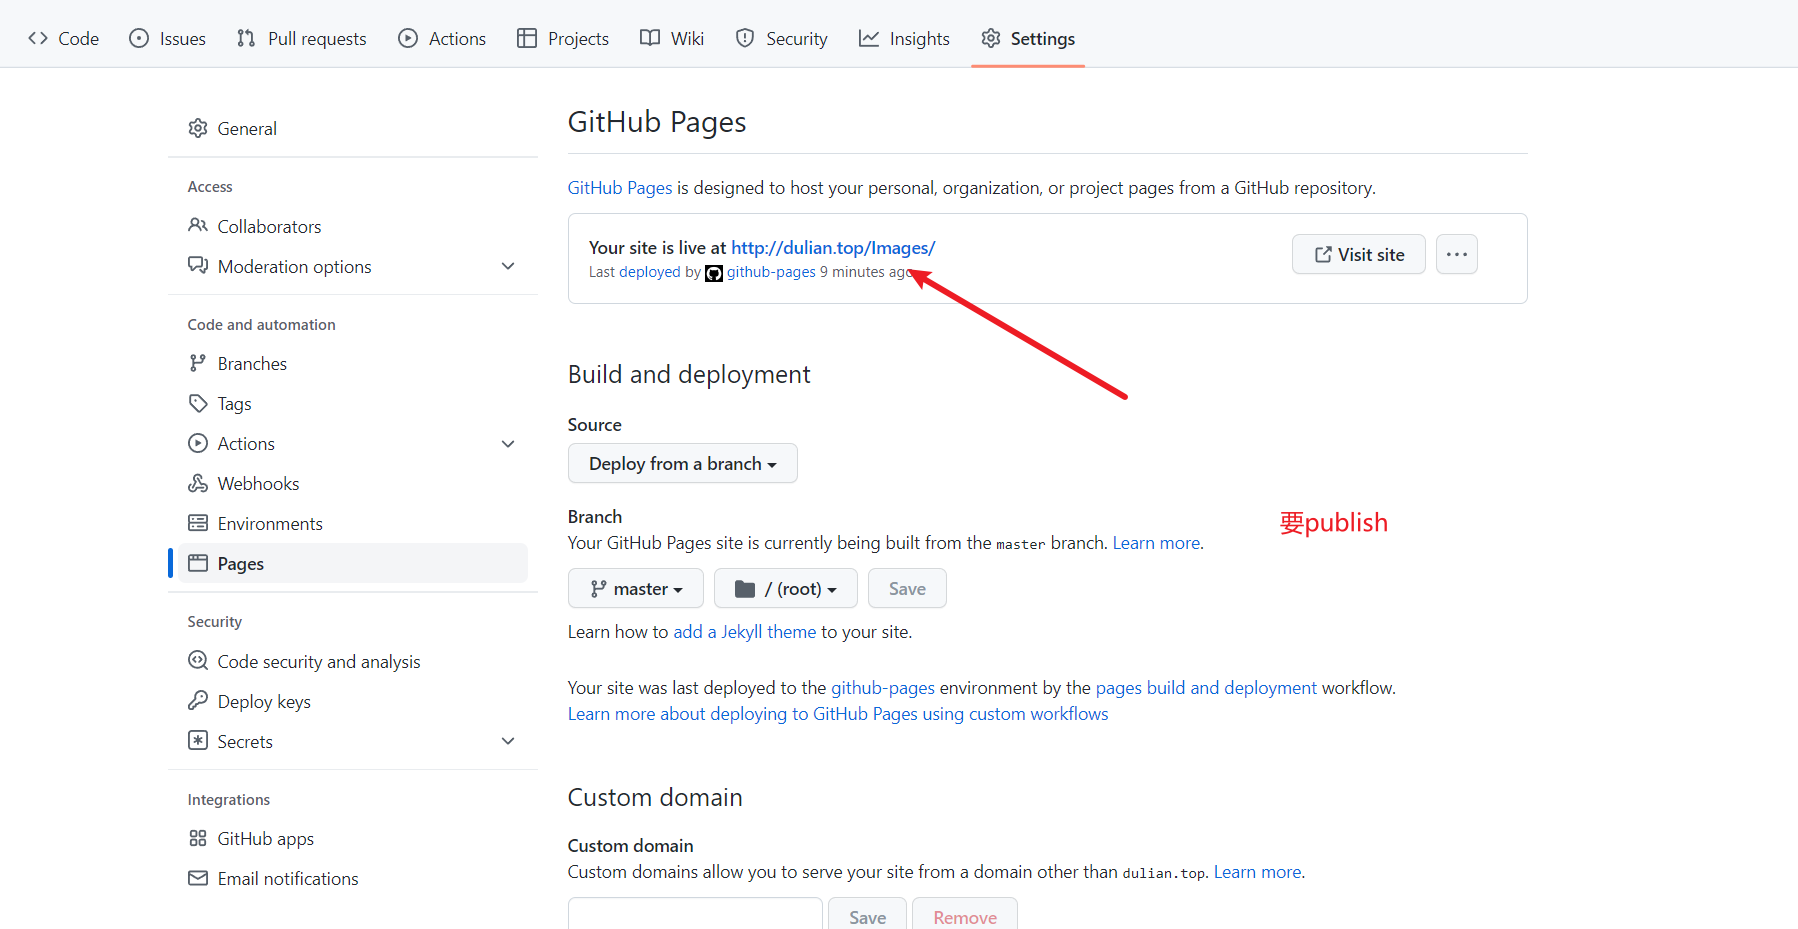 Code Issues Pull requests Actions Projects Wiki Security Insights Settings
General
Access
Collaborators
Moderation options
Code and automation
Branches
Tags
Actions
Webhooks
Environments
Pages
Security
Code security and analysis
Deploy keys
Secrets
Integrations
GitHub apps
Email notifications
GitHub Pages
GitHub Pages is designed to host your personal, organization, or project pages from a GitHub repository.
Your site is live at http://dulian.top/Images/
Last deployed by github-pages 9 minutes ago
Visit site
Build and deployment
Source
Deploy from a branch
Branch
Your GitHub Pages site is currently being built from the master branch. Learn more.
要publish
master / (root) Save
Learn how to add a Jekyll theme to your site.
Your site was last deployed to the github-pages environment by the pages build and deployment workflow.
Learn more about deploying to GitHub Pages using custom workflows
Custom domain
Custom domain
Custom domains allow you to serve your site from a domain other than dulian.top. Learn more.
Save Remove